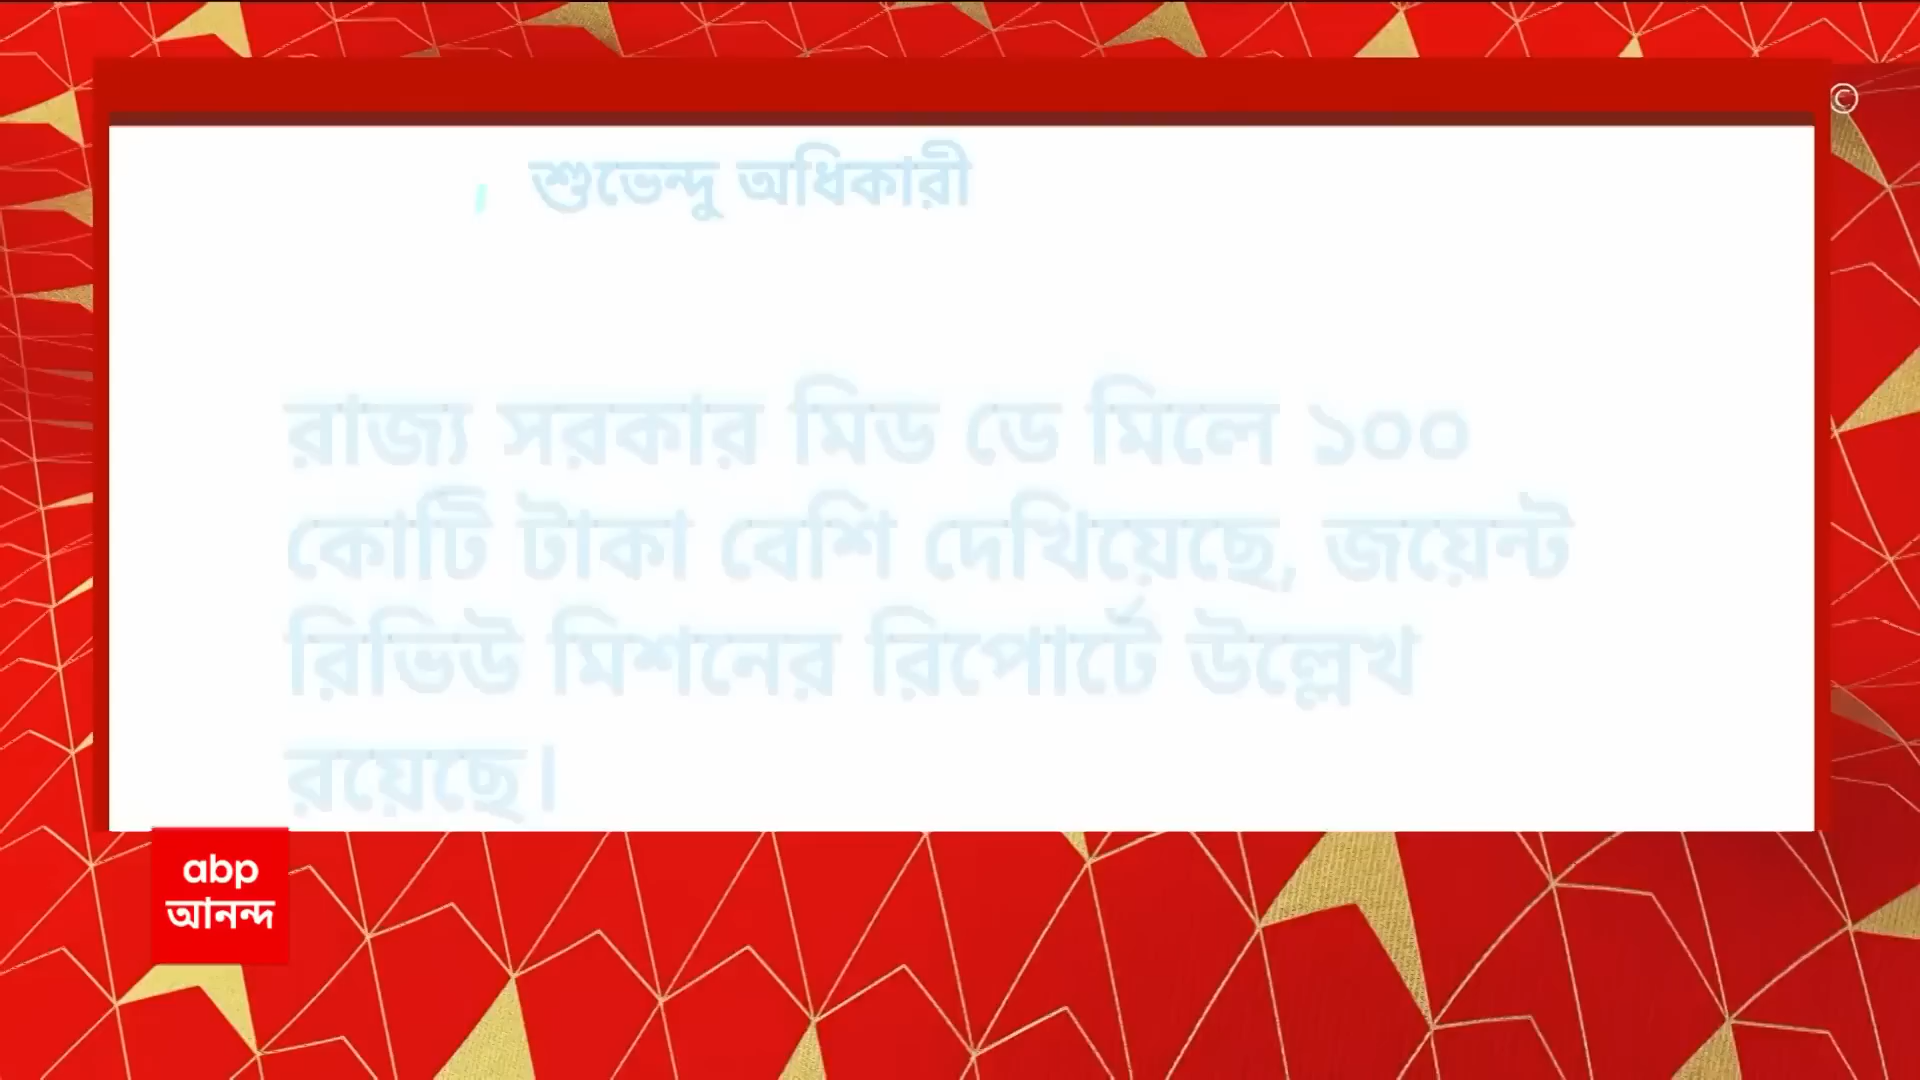 ©
শুভেন্দু অধিকারী
রাজ্য সরকার মিড ডে মিলে ১০০
কোটি টাকা বেশি দেখিয়েছে, জয়েন্ট
রিভিউ মিশনের রিপোর্টে উল্লেখ
রয়েছে।
abp
আনন্দ